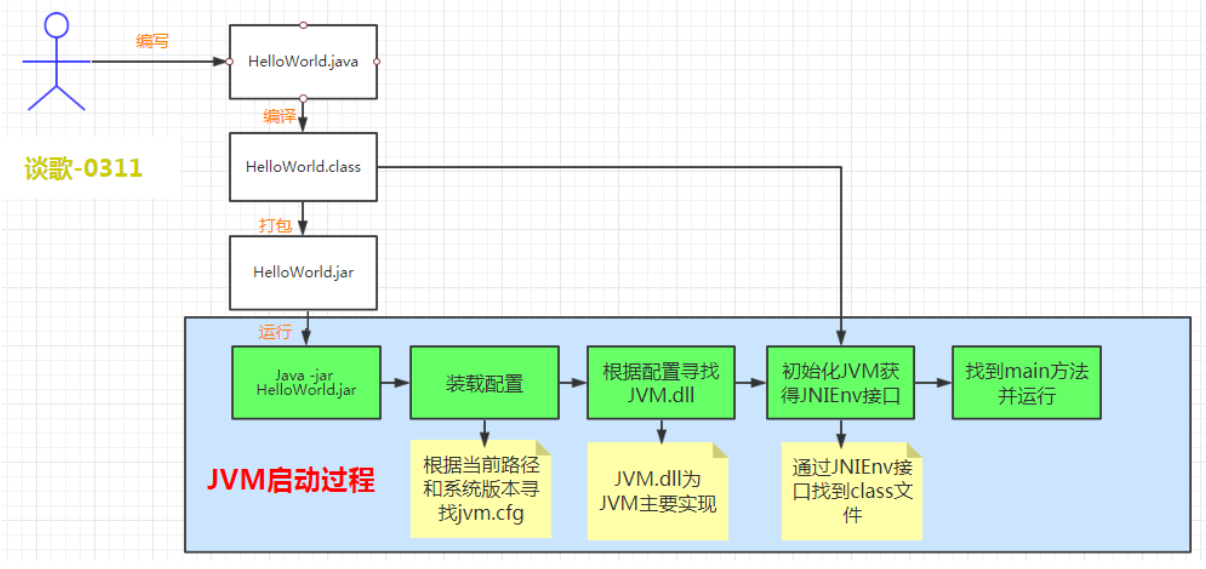 编写
HelloWorld.java
编译
谈歌-0311
HelloWorld.class
打包
HelloWorld.jar
运行
Java -jar
HelloWorld.jar
装载配置
根据配置寻找
JVM.dll
初始化JVM获
得JNIEnv接口
找到main方法
并运行
JVM启动过程
根据当前路径
和系统版本寻
找jvm.cfg
JVM.dll为
JVM主要实现
通过JNIEnv接
口找到class文
件